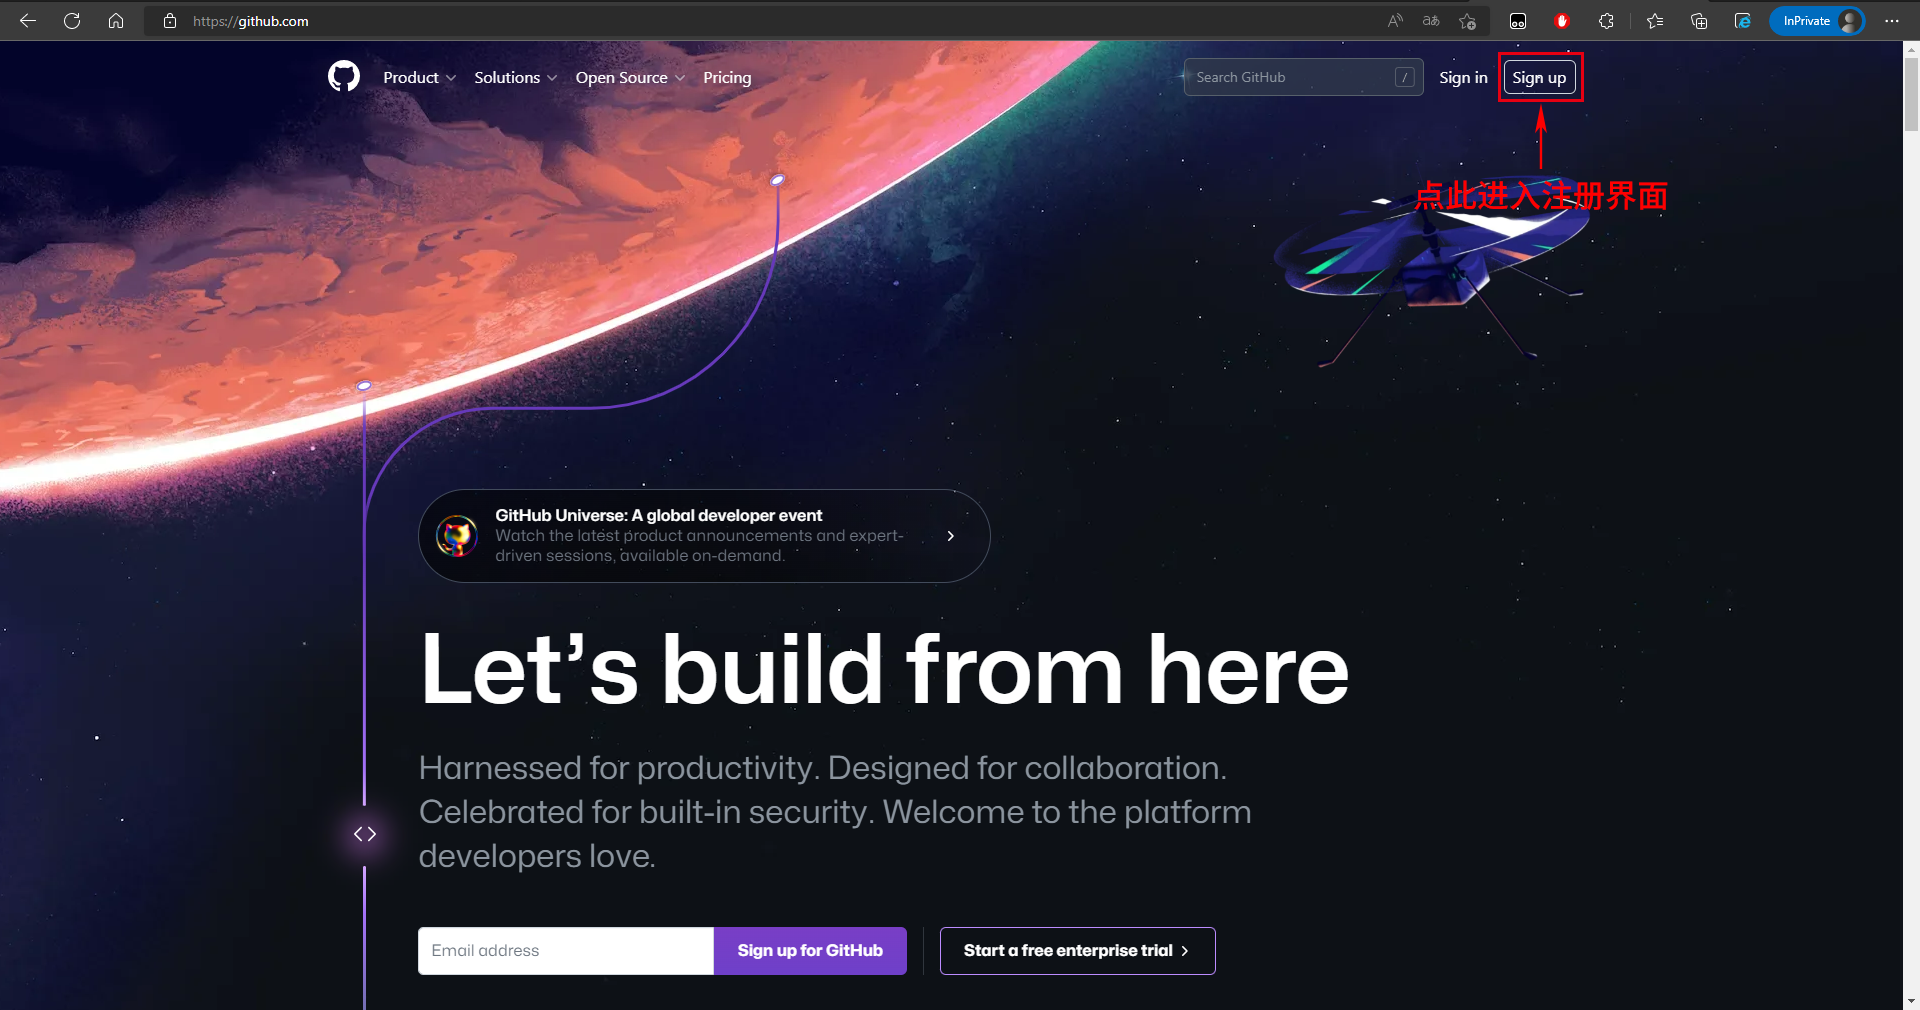 https://github.com
InPrivate
Product
Solutions
Open Source
Pricing
Search GitHub
/
Sign in
Sign up
点此进入注册界面
GitHub Universe: A global developer event
Watch the latest product announcements and expert-
driven sessions, available on-demand.
Let’s build from here
Harnessed for productivity. Designed for collaboration.
Celebrated for built-in security. Welcome to the platform
developers love.
Email address
Sign up for GitHub
Start a free enterprise trial